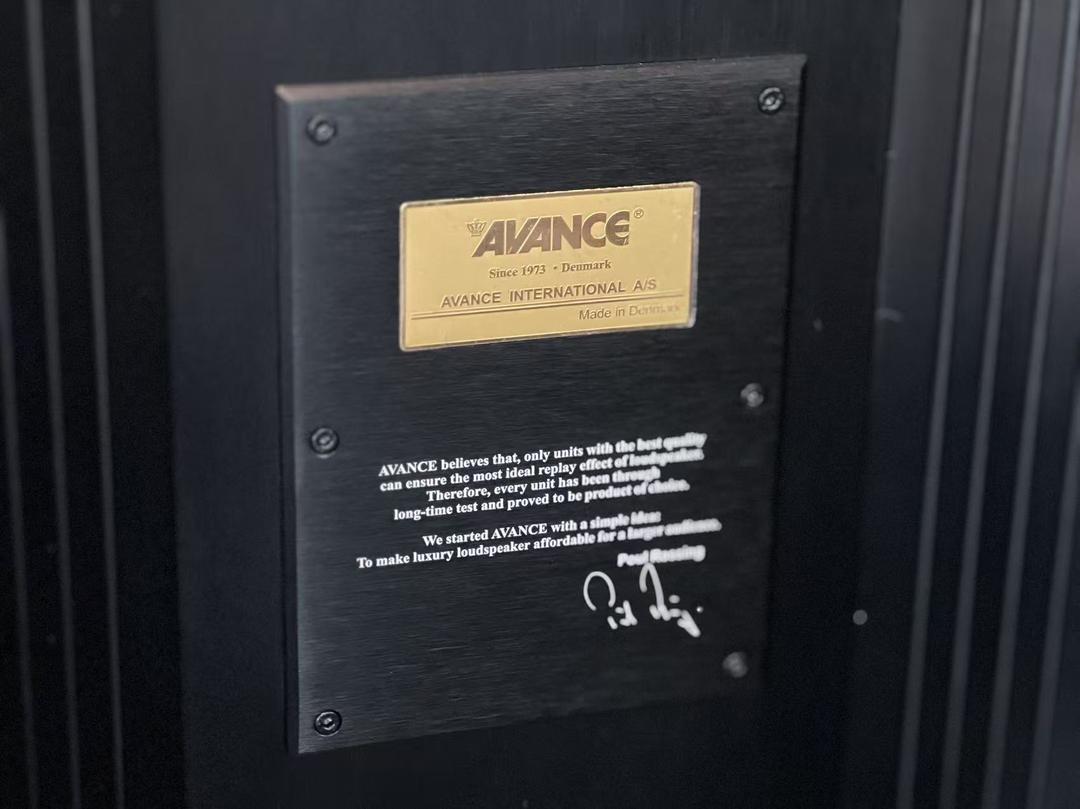 AVANCE®
Since 1973 • Denmark
AVANCE INTERNATIONAL A/S
Made in Denmark
AVANCE believes that, only units with the best quality
can ensure the most ideal replay effect of loudspeaker.
Therefore, every unit has been through
long-time test and proved to be product of choice.
We started AVANCE with a simple idea:
To make luxury loudspeaker affordable for a larger audience.